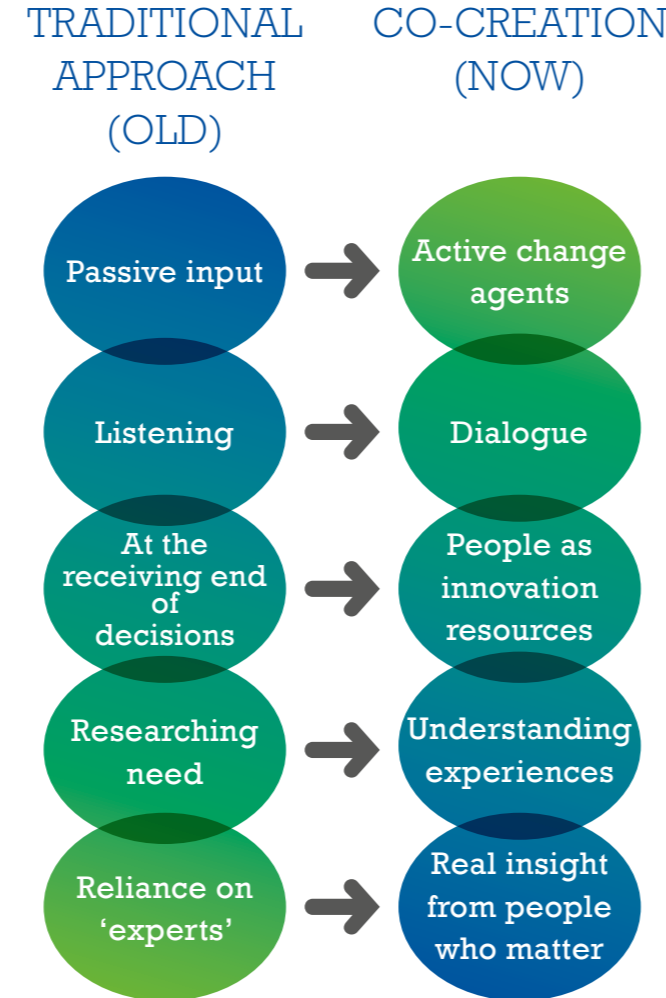 TRADITIONAL
APPROACH
(OLD)
CO-CREATION
(NOW)
Passive input
Active change
agents
Listening
Dialogue
At the
receiving end
of
decisions
People as
innovation
resources
Researching
need
Understanding
experiences
Reliance on
‘experts’
Real insight
from people
who matter